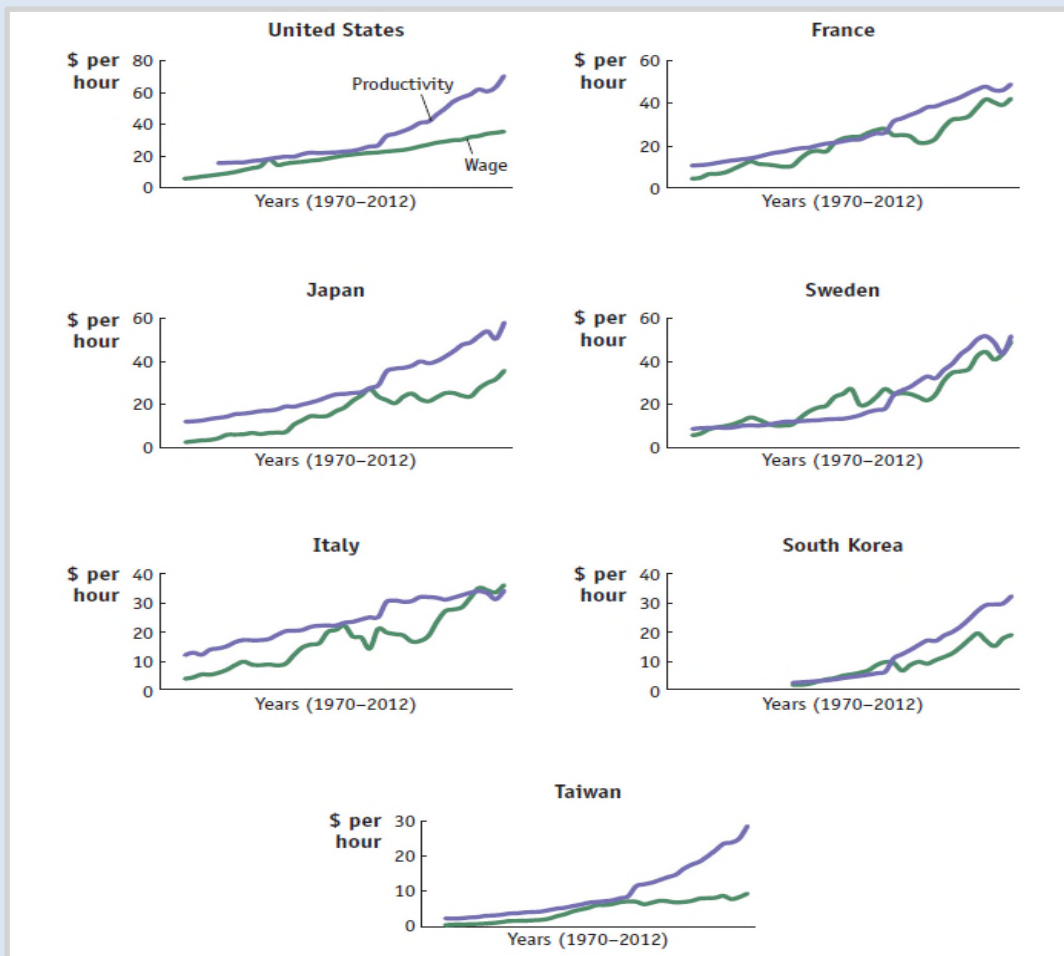 United States
$ per
hour
80
60
40
20
0
Productivity
Wage
Years (1970–2012)
France
$ per
hour
60
40
20
0
Years (1970–2012)
Japan
$ per
hour
60
40
20
0
Years (1970–2012)
Sweden
$ per
hour
60
40
20
0
Years (1970–2012)
Italy
$ per
hour
40
30
20
10
0
Years (1970–2012)
South Korea
$ per
hour
40
30
20
10
0
Years (1970–2012)
Taiwan
$ per
hour
30
20
10
0
Years (1970–2012)